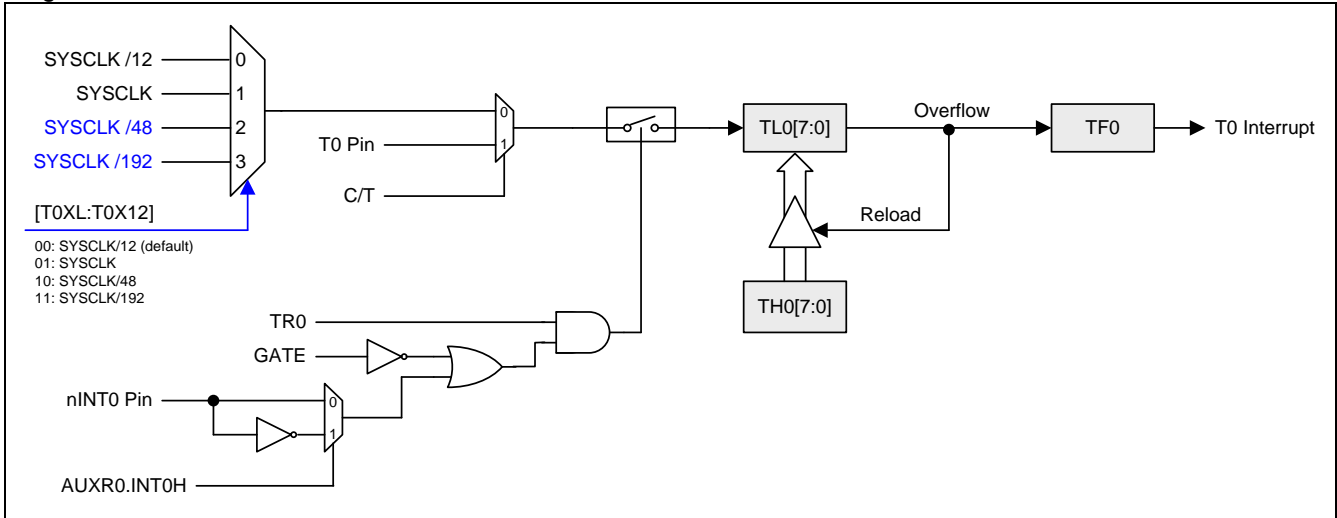 SYSCLK /12
0
SYSCLK
1
SYSCLK /48
2
SYSCLK /192
3
[T0XL:T0X12]
00: SYSCLK/12 (default)
01: SYSCLK
10: SYSCLK/48
11: SYSCLK/192
0
T0 Pin
1
C/T
TL0[7:0]
Overflow
TF0
T0 Interrupt
Reload
TH0[7:0]
TR0
GATE
nINT0 Pin
0
1
AUXR0.INT0H